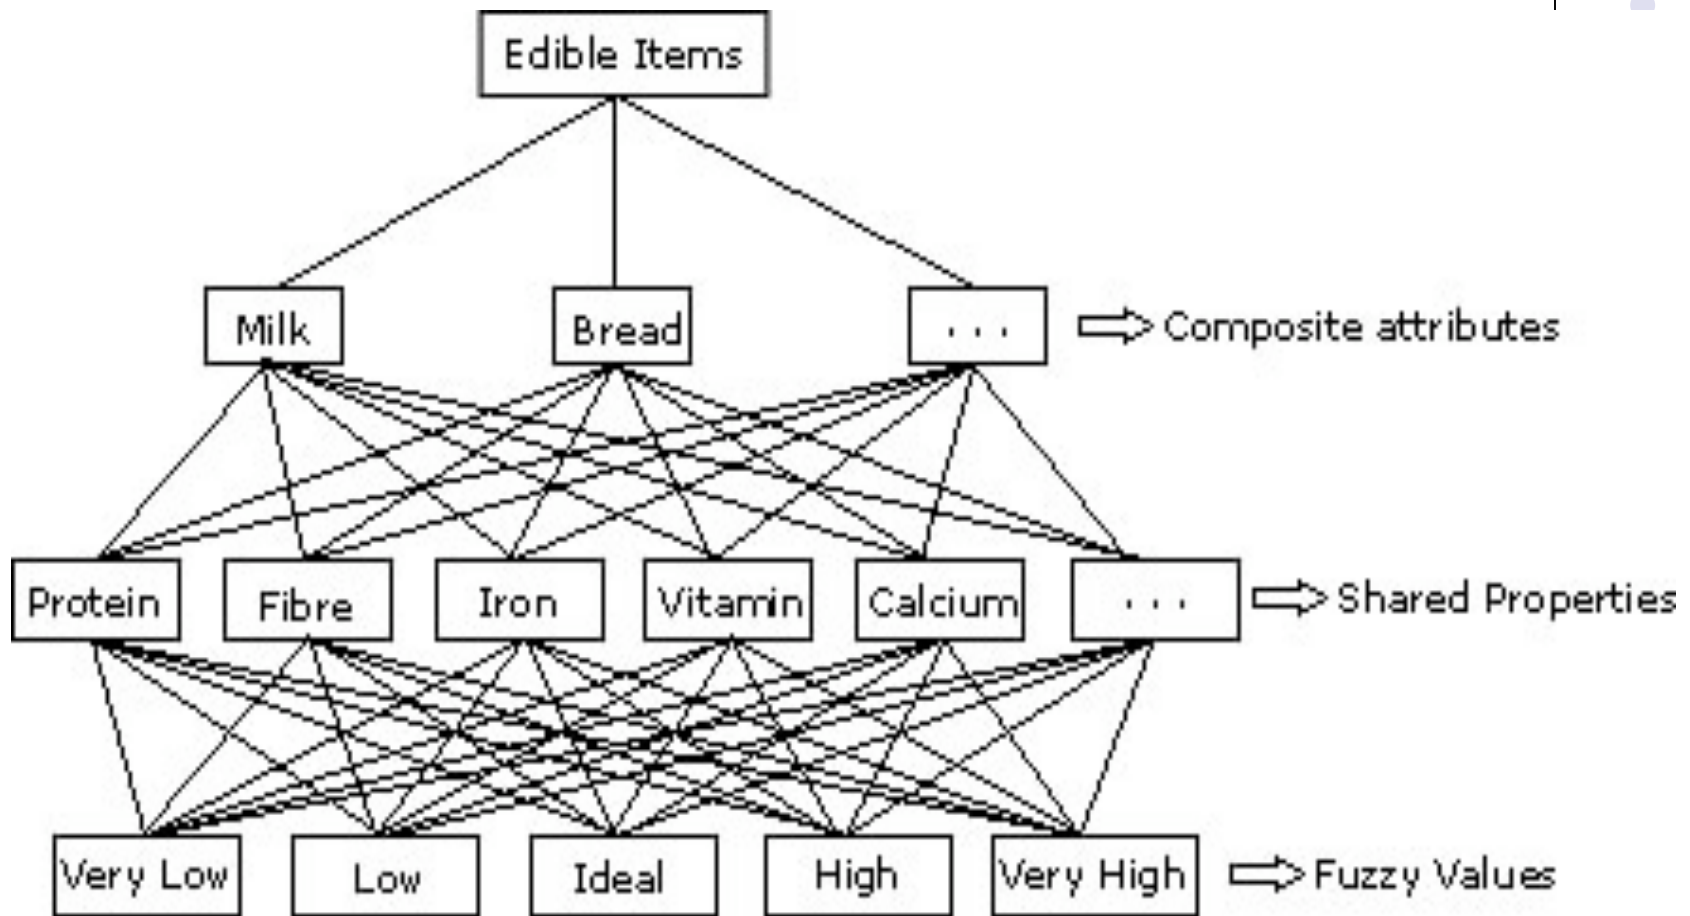 Edible Items
Milk
Bread
. . .
Composite attributes
Protein
Fibre
Iron
Vitamin
Calcium
. . .
Shared Properties
Very Low
Low
Ideal
High
Very High
Fuzzy Values